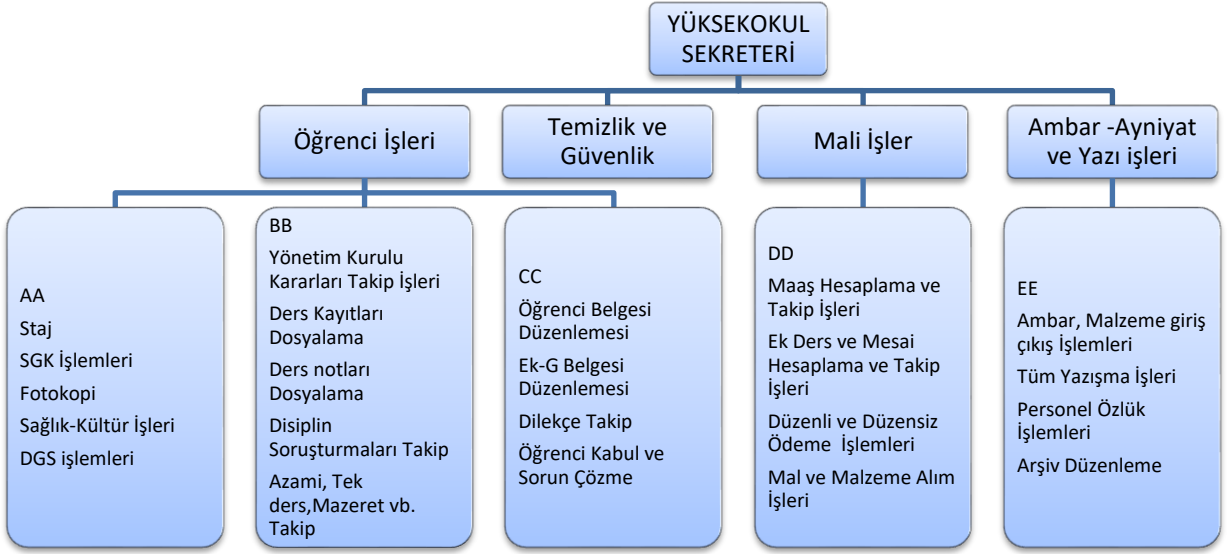 YÜKSEKOKUL
SEKRETERİ
Öğrenci İşleri
Temizlik ve
Güvenlik
Mali İşler
Ambar -Ayniyat
ve Yazı işleri
AA
Staj
SGK İşlemleri
Fotokopi
Sağlık-Kültür İşleri
DGS işlemleri
BB
Yönetim Kurulu
Kararları Takip İşleri
Ders Kayıtları
Dosyalama
Ders notları
Dosyalama
Disiplin
Soruşturmaları Takip
Azami, Tek
ders,Mazeret vb.
Takip
CC
Öğrenci Belgesi
Düzenlemesi
Ek-G Belgesi
Düzenlemesi
Dilekçe Takip
Öğrenci Kabul ve
Sorun Çözme
DD
Maaş Hesaplama ve
Takip İşleri
Ek Ders ve Mesai
Hesaplama ve Takip
İşleri
Düzenli ve Düzensiz
Ödeme  İşlemleri
Mal ve Malzeme Alım
İşleri
EE
Ambar, Malzeme giriş
çıkış İşlemleri
Tüm Yazışma İşleri
Personel Özlük
İşlemleri
Arşiv Düzenleme